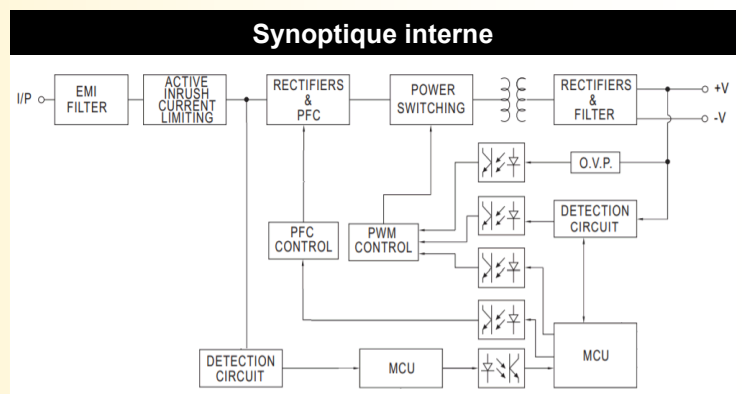 Synoptique interne
I/P
EMI
FILTER
ACTIVE
INRUSH
CURRENT
LIMITING
RECTIFIERS
&
PFC
POWER
SWITCHING
RECTIFIERS
&
FILTER
+V
-V
O.V.P.
PFC
CONTROL
PWM
CONTROL
DETECTION
CIRCUIT
DETECTION
CIRCUIT
MCU
MCU